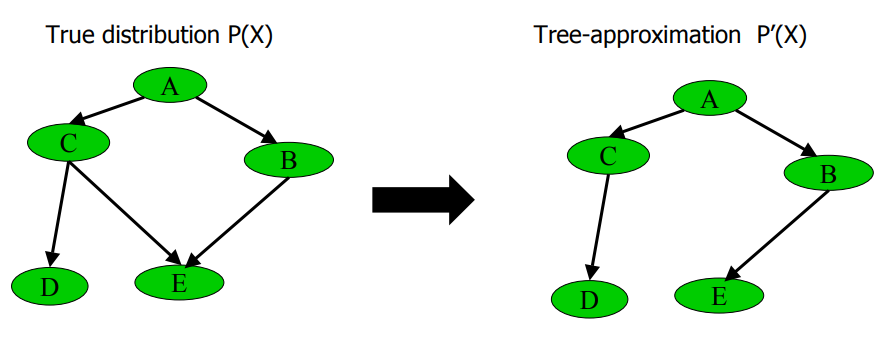 True distribution P(X)
Tree-approximation P'(X)
A
C
B
D
E
A
C
B
D
E